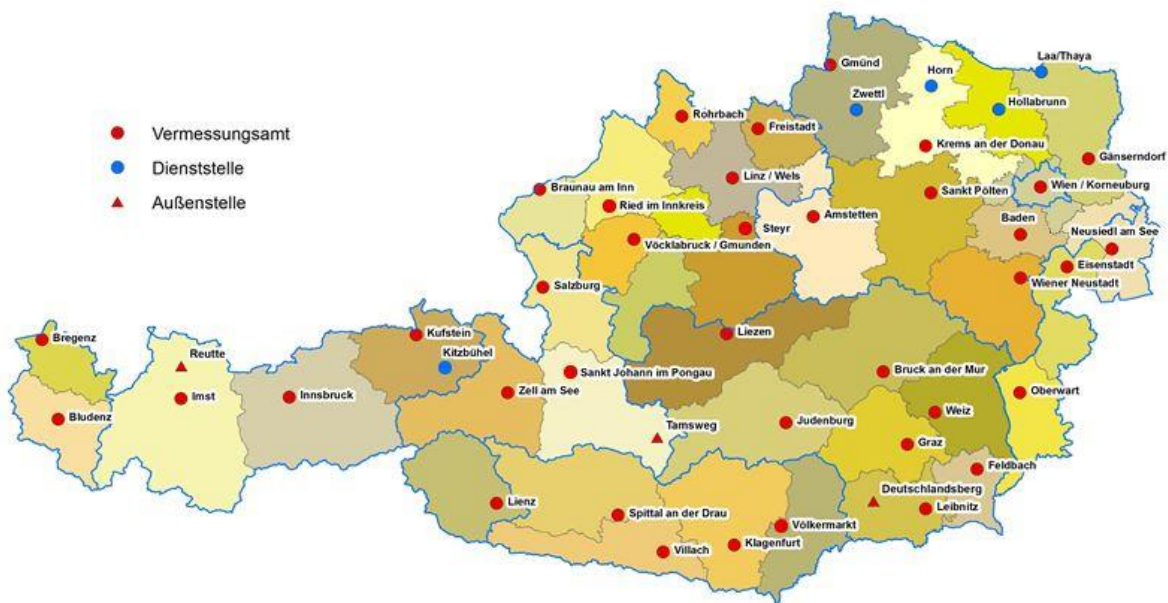 Vermessungsamt
Dienststelle
Außenstelle
Gmünd
Horn
Laa/Thaya
Zwettl
Hollabrunn
Rohrbach
Freistadt
Krems an der Donau
Gänserndorf
Linz / Wels
Braunau am Inn
Ried im Innkreis
Sankt Pölten
Wien / Korneuburg
Amstetten
Baden
Steyr
Neusiedl am See
Vöcklabruck / Gmunden
Eisenstadt
Salzburg
Wiener Neustadt
Bregenz
Kufstein
Liezen
Reutte
Kitzbühel
Sankt Johann im Pongau
Bruck an der Mur
Imst
Innsbruck
Zell am See
Oberwart
Bludenz
Weiz
Judenburg
Tamsweg
Graz
Feldbach
Lienz
Deutschlandsberg
Leibnitz
Spittal an der Drau
Völkermarkt
Klagenfurt
Villach